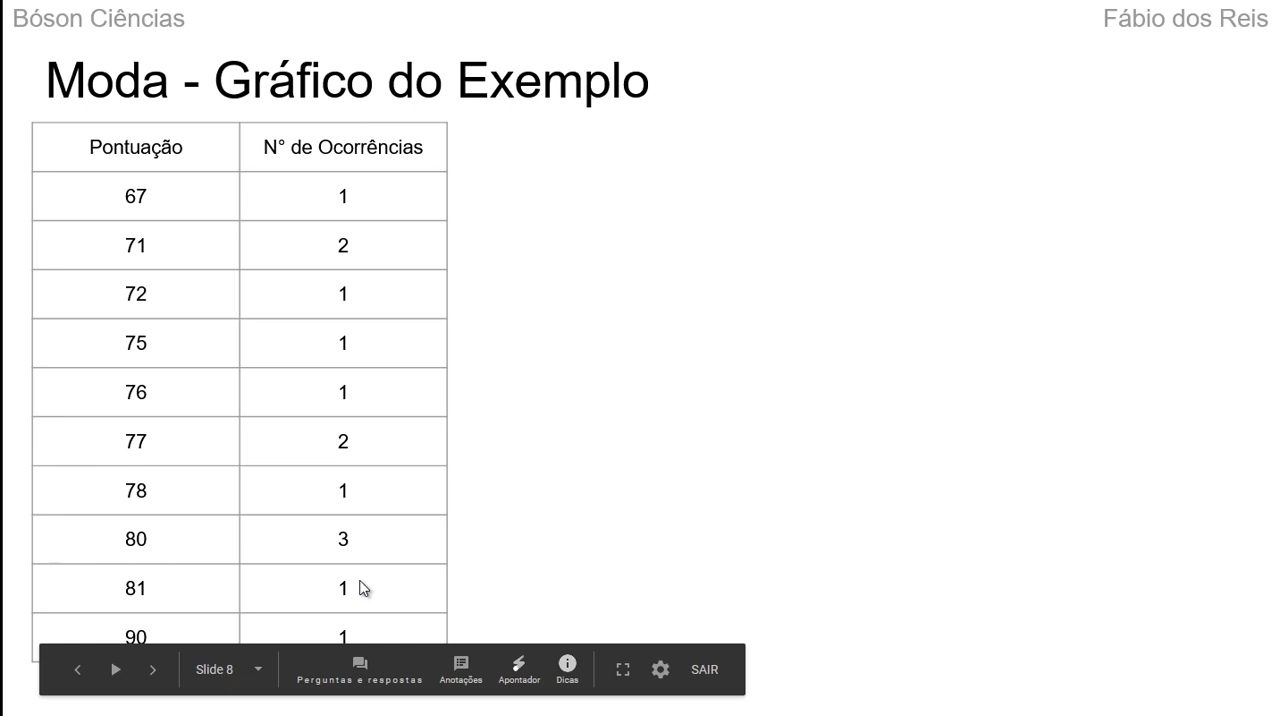 Bóson Ciências Fábio dos Reis
Moda - Gráfico do Exemplo
Pontuação N° de Ocorrências
67 1
71 2
72 1
75 1
76 1
77 2
78 1
80 3
81 1
90 1
Slide 8 Perguntas e respostas Anotações Apontador Dicas SAIR